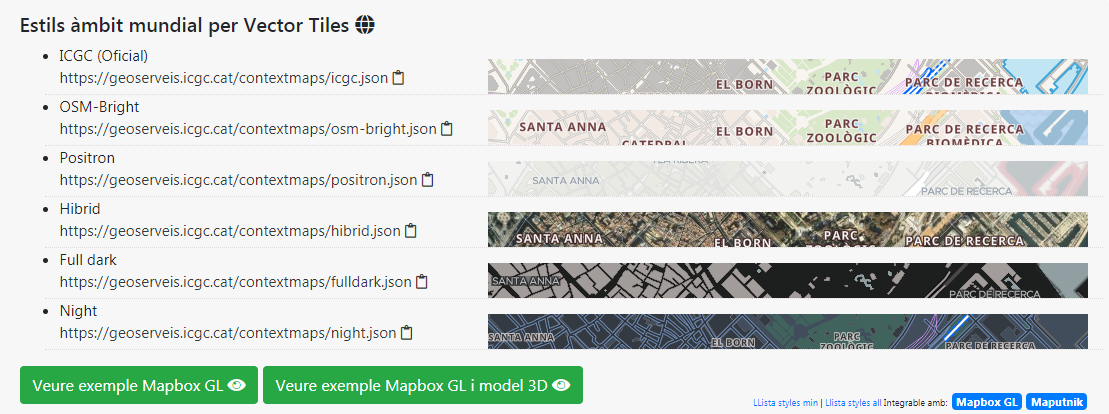 Estils àmbit mundial per Vector Tiles
ICGC (Oficial)
https://geoserveis.icgc.cat/contextmaps/icgc.json
EL BORN
PARC
ZOOLÒGIC
PARC DE RECERCA
BIOMÈDICA
OSM-Bright
https://geoserveis.icgc.cat/contextmaps/osm-bright.json
SANTA ANNA
CATEDRAL
EL BORN
PARC
ZOOLÒGIC
PARC DE RECERCA
BIOMÈDICA
Positron
https://geoserveis.icgc.cat/contextmaps/positron.json
SANTA ANNA
PARC DE RECERCA
Hibrid
https://geoserveis.icgc.cat/contextmaps/hibrid.json
SANTA ANNA
EL BORN
PARC
ZOOLÒGIC
PARC DE RECERCA
Full dark
https://geoserveis.icgc.cat/contextmaps/fulldark.json
SANTA ANNA
PARC DE RECERCA
Night
https://geoserveis.icgc.cat/contextmaps/night.json
SANTA ANNA
EL BORN
PARC
ZOOLÒGIC
PARC DE RECERCA
Veure exemple Mapbox GL
Veure exemple Mapbox GL i model 3D
LLista styles min | Llista styles all Integrable amb: Mapbox GL Maputnik